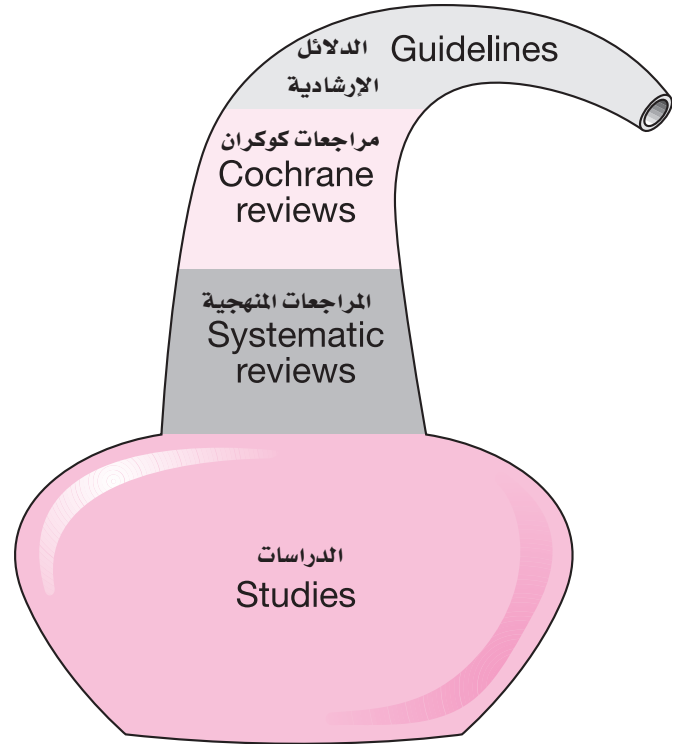 الدلائل Guidelines
الإرشادية
مراجعات كوكران
Cochrane
reviews
المراجعات المنهجية
Systematic
reviews
الدراسات
Studies